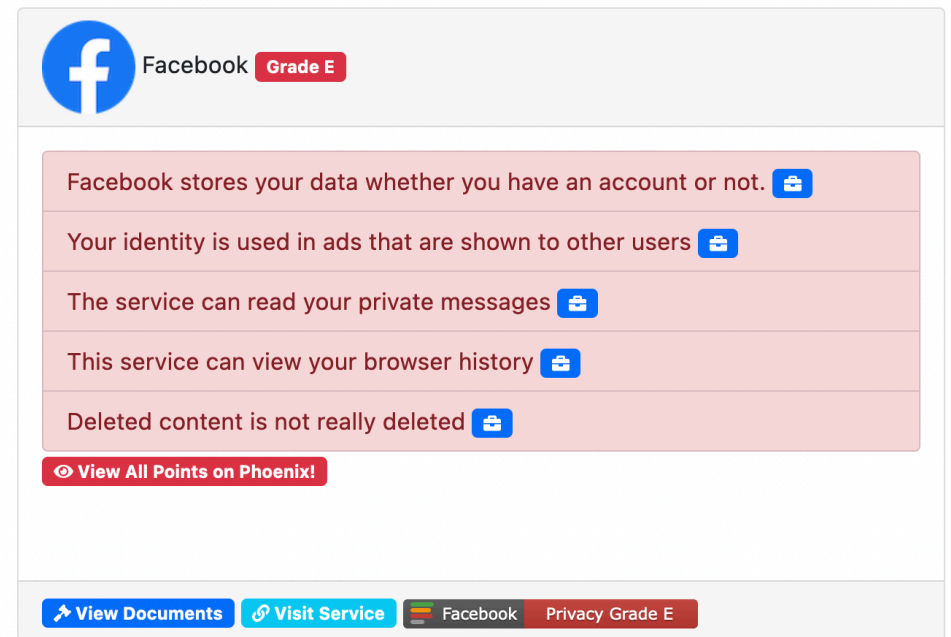 Facebook Grade E
Facebook stores your data whether you have an account or not.
Your identity is used in ads that are shown to other users
The service can read your private messages
This service can view your browser history
Deleted content is not really deleted
View All Points on Phoenix!
View Documents Visit Service Facebook Privacy Grade E